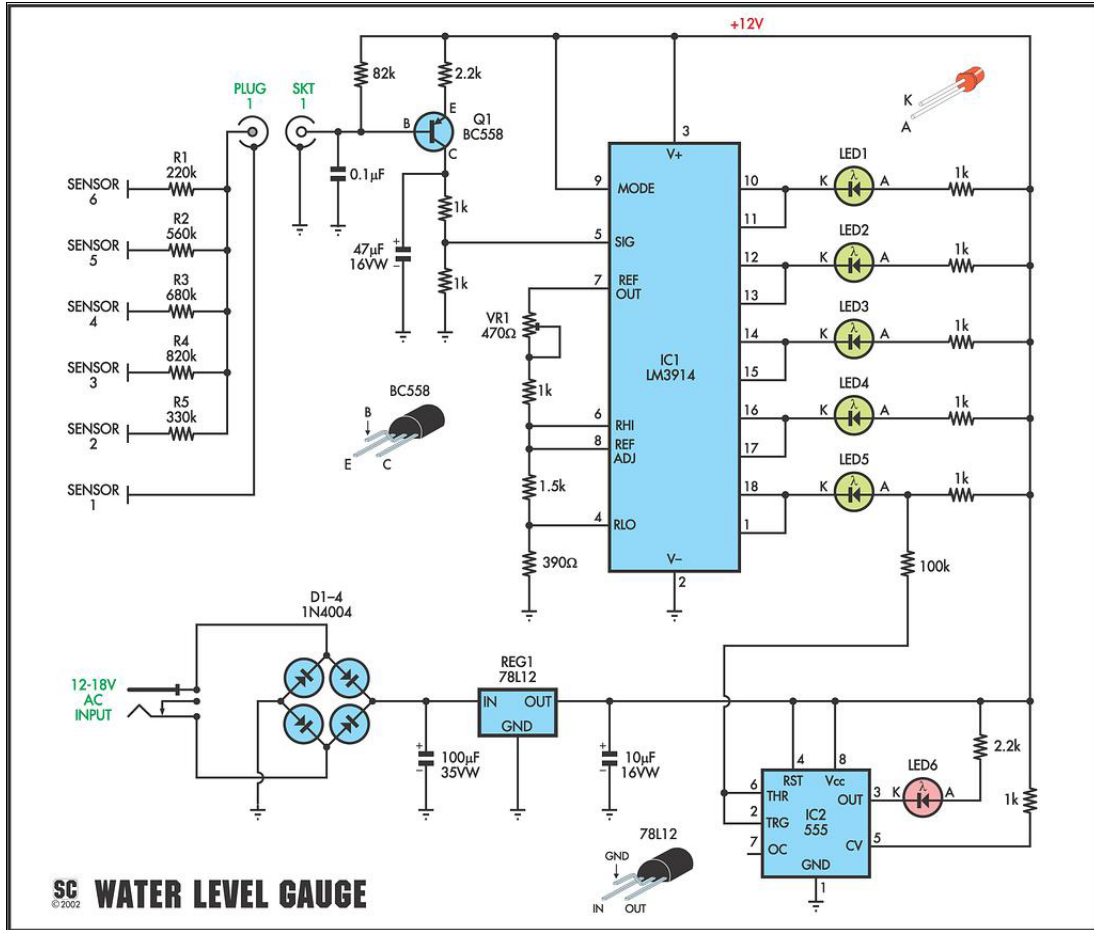 +12V
82k
2.2k
PLUG
1
SKT
1
E
B
Q1
BC558
C
K
A
R1
220k
SENSOR
6
0.1µF
R2
560k
SENSOR
5
1k
47µF
16VW
+
−
1k
R3
680k
SENSOR
4
R4
820k
SENSOR
3
R5
330k
SENSOR
2
SENSOR
1
VR1
470Ω
1k
1.5k
390Ω
BC558
B
E
C
3
V+
9
MODE
5
SIG
7
REF
OUT
IC1
LM3914
6
RHI
8
REF
ADJ
4
RLO
V−
2
10
11
12
13
14
15
16
17
18
1
LED1
K
λ
A
1k
LED2
K
λ
A
1k
LED3
K
λ
A
1k
LED4
K
λ
A
1k
LED5
K
λ
A
1k
100k
D1–4
1N4004
12-18V
AC
INPUT
+
−
100µF
35VW
REG1
78L12
IN
OUT
GND
+
−
10µF
16VW
78L12
GND
IN
OUT
4
8
RST
Vcc
6
THR
2
TRG
7
OC
IC2
555
OUT
3
CV
5
GND
1
LED6
K
λ
A
2.2k
1k
SC
©2002
WATER LEVEL GAUGE